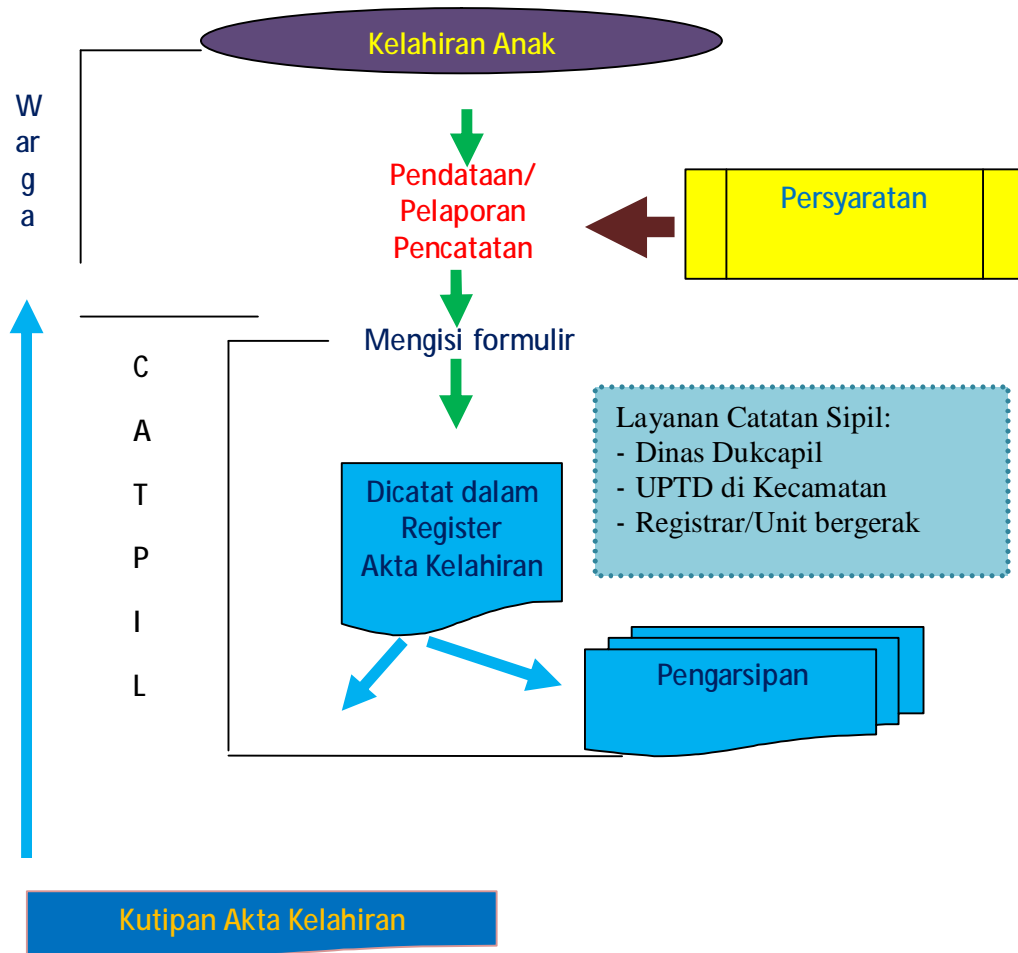 Kelahiran Anak
W
ar
g
a
Pendataan/
Pelaporan
Pencatatan
Persyaratan
Mengisi formulir
C
A
T
P
I
L
Layanan Catatan Sipil:
- Dinas Dukcapil
- UPTD di Kecamatan
- Registrar/Unit bergerak
Dicatat dalam
Register
Akta Kelahiran
Pengarsipan
Kutipan Akta Kelahiran